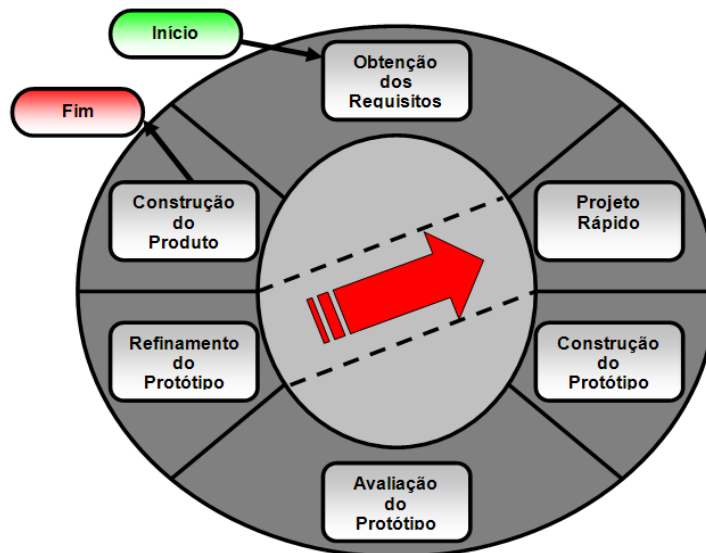 Início
Obtenção
dos
Requisitos
Fim
Construção
do
Produto
Projeto
Rápido
Refinamento
do
Protótipo
Construção
do
Protótipo
Avaliação
do
Protótipo